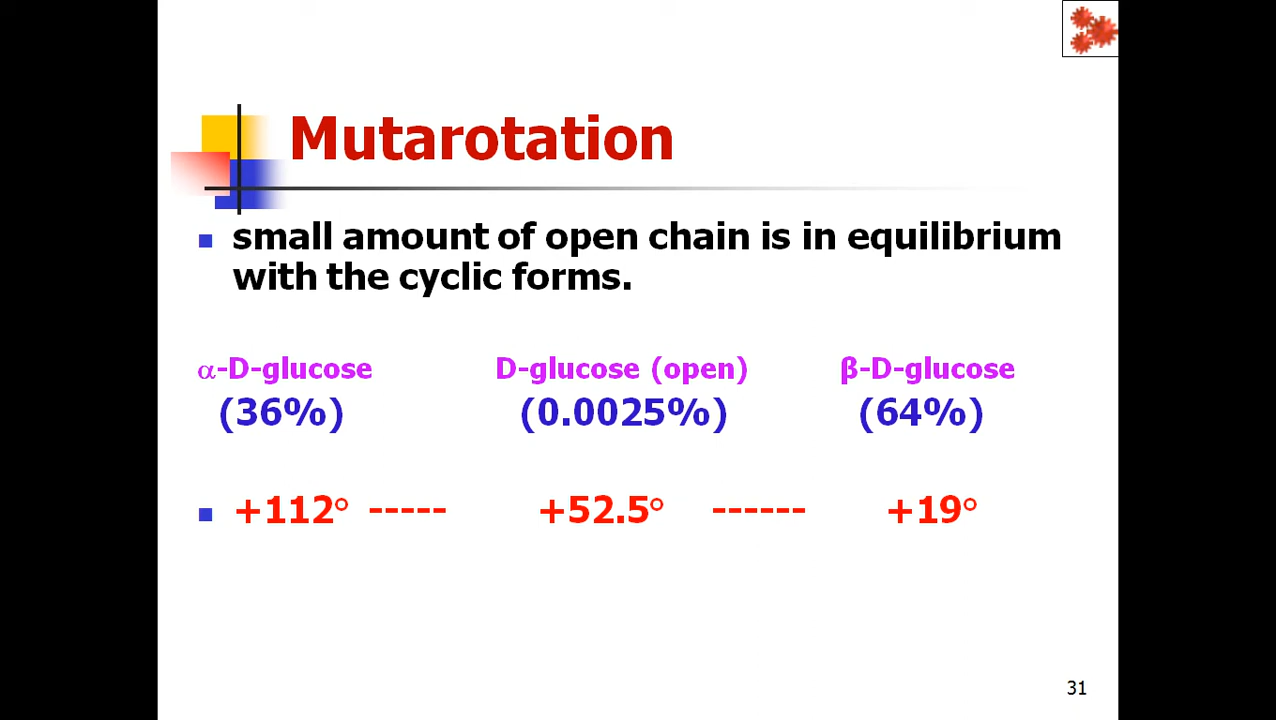 Mutarotation
small amount of open chain is in equilibrium
with the cyclic forms.
α-D-glucose D-glucose (open) β-D-glucose
(36%) (0.0025%) (64%)
+112° ----- +52.5° ------ +19°
31